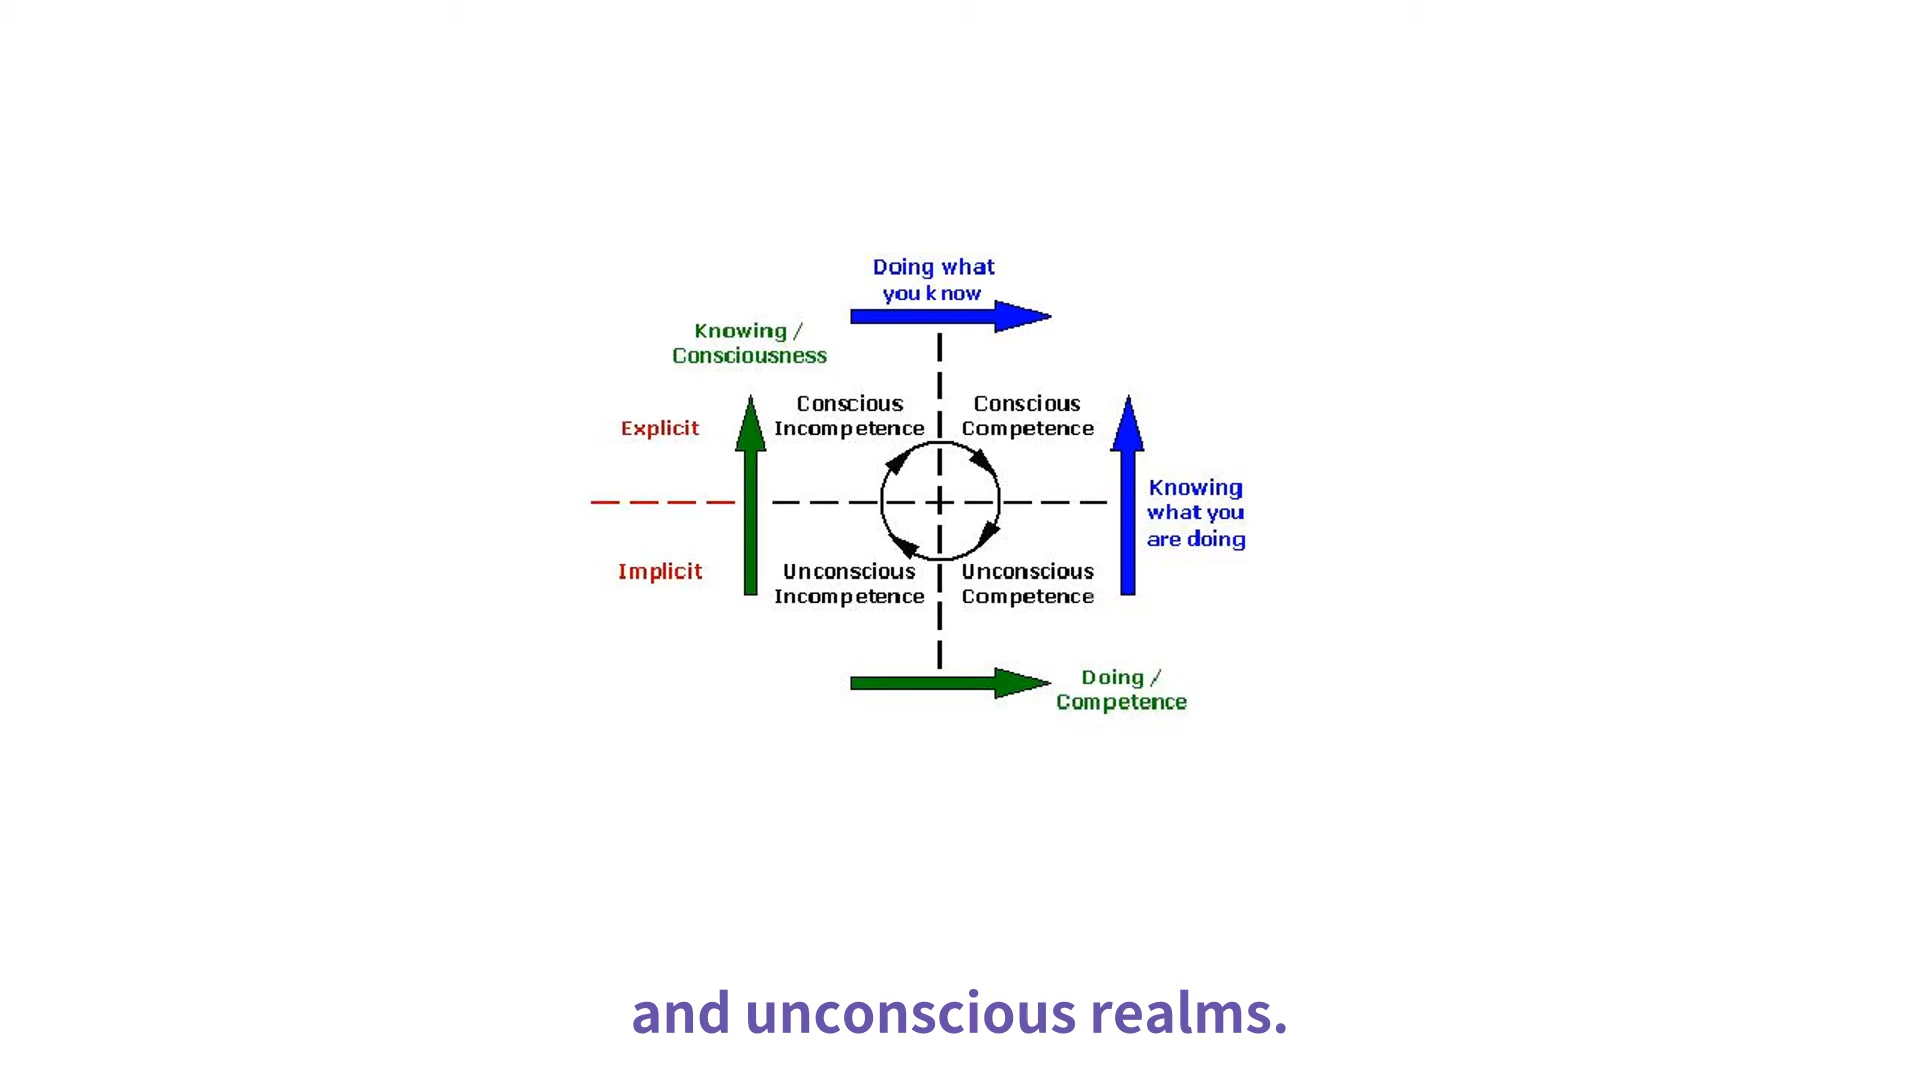 Doing what
you know
Knowing /
Consciousness
Conscious
Incompetence
Conscious
Competence
Explicit
Knowing
what you
are doing
Implicit
Unconscious
Incompetence
Unconscious
Competence
Doing /
Competence
and unconscious realms.